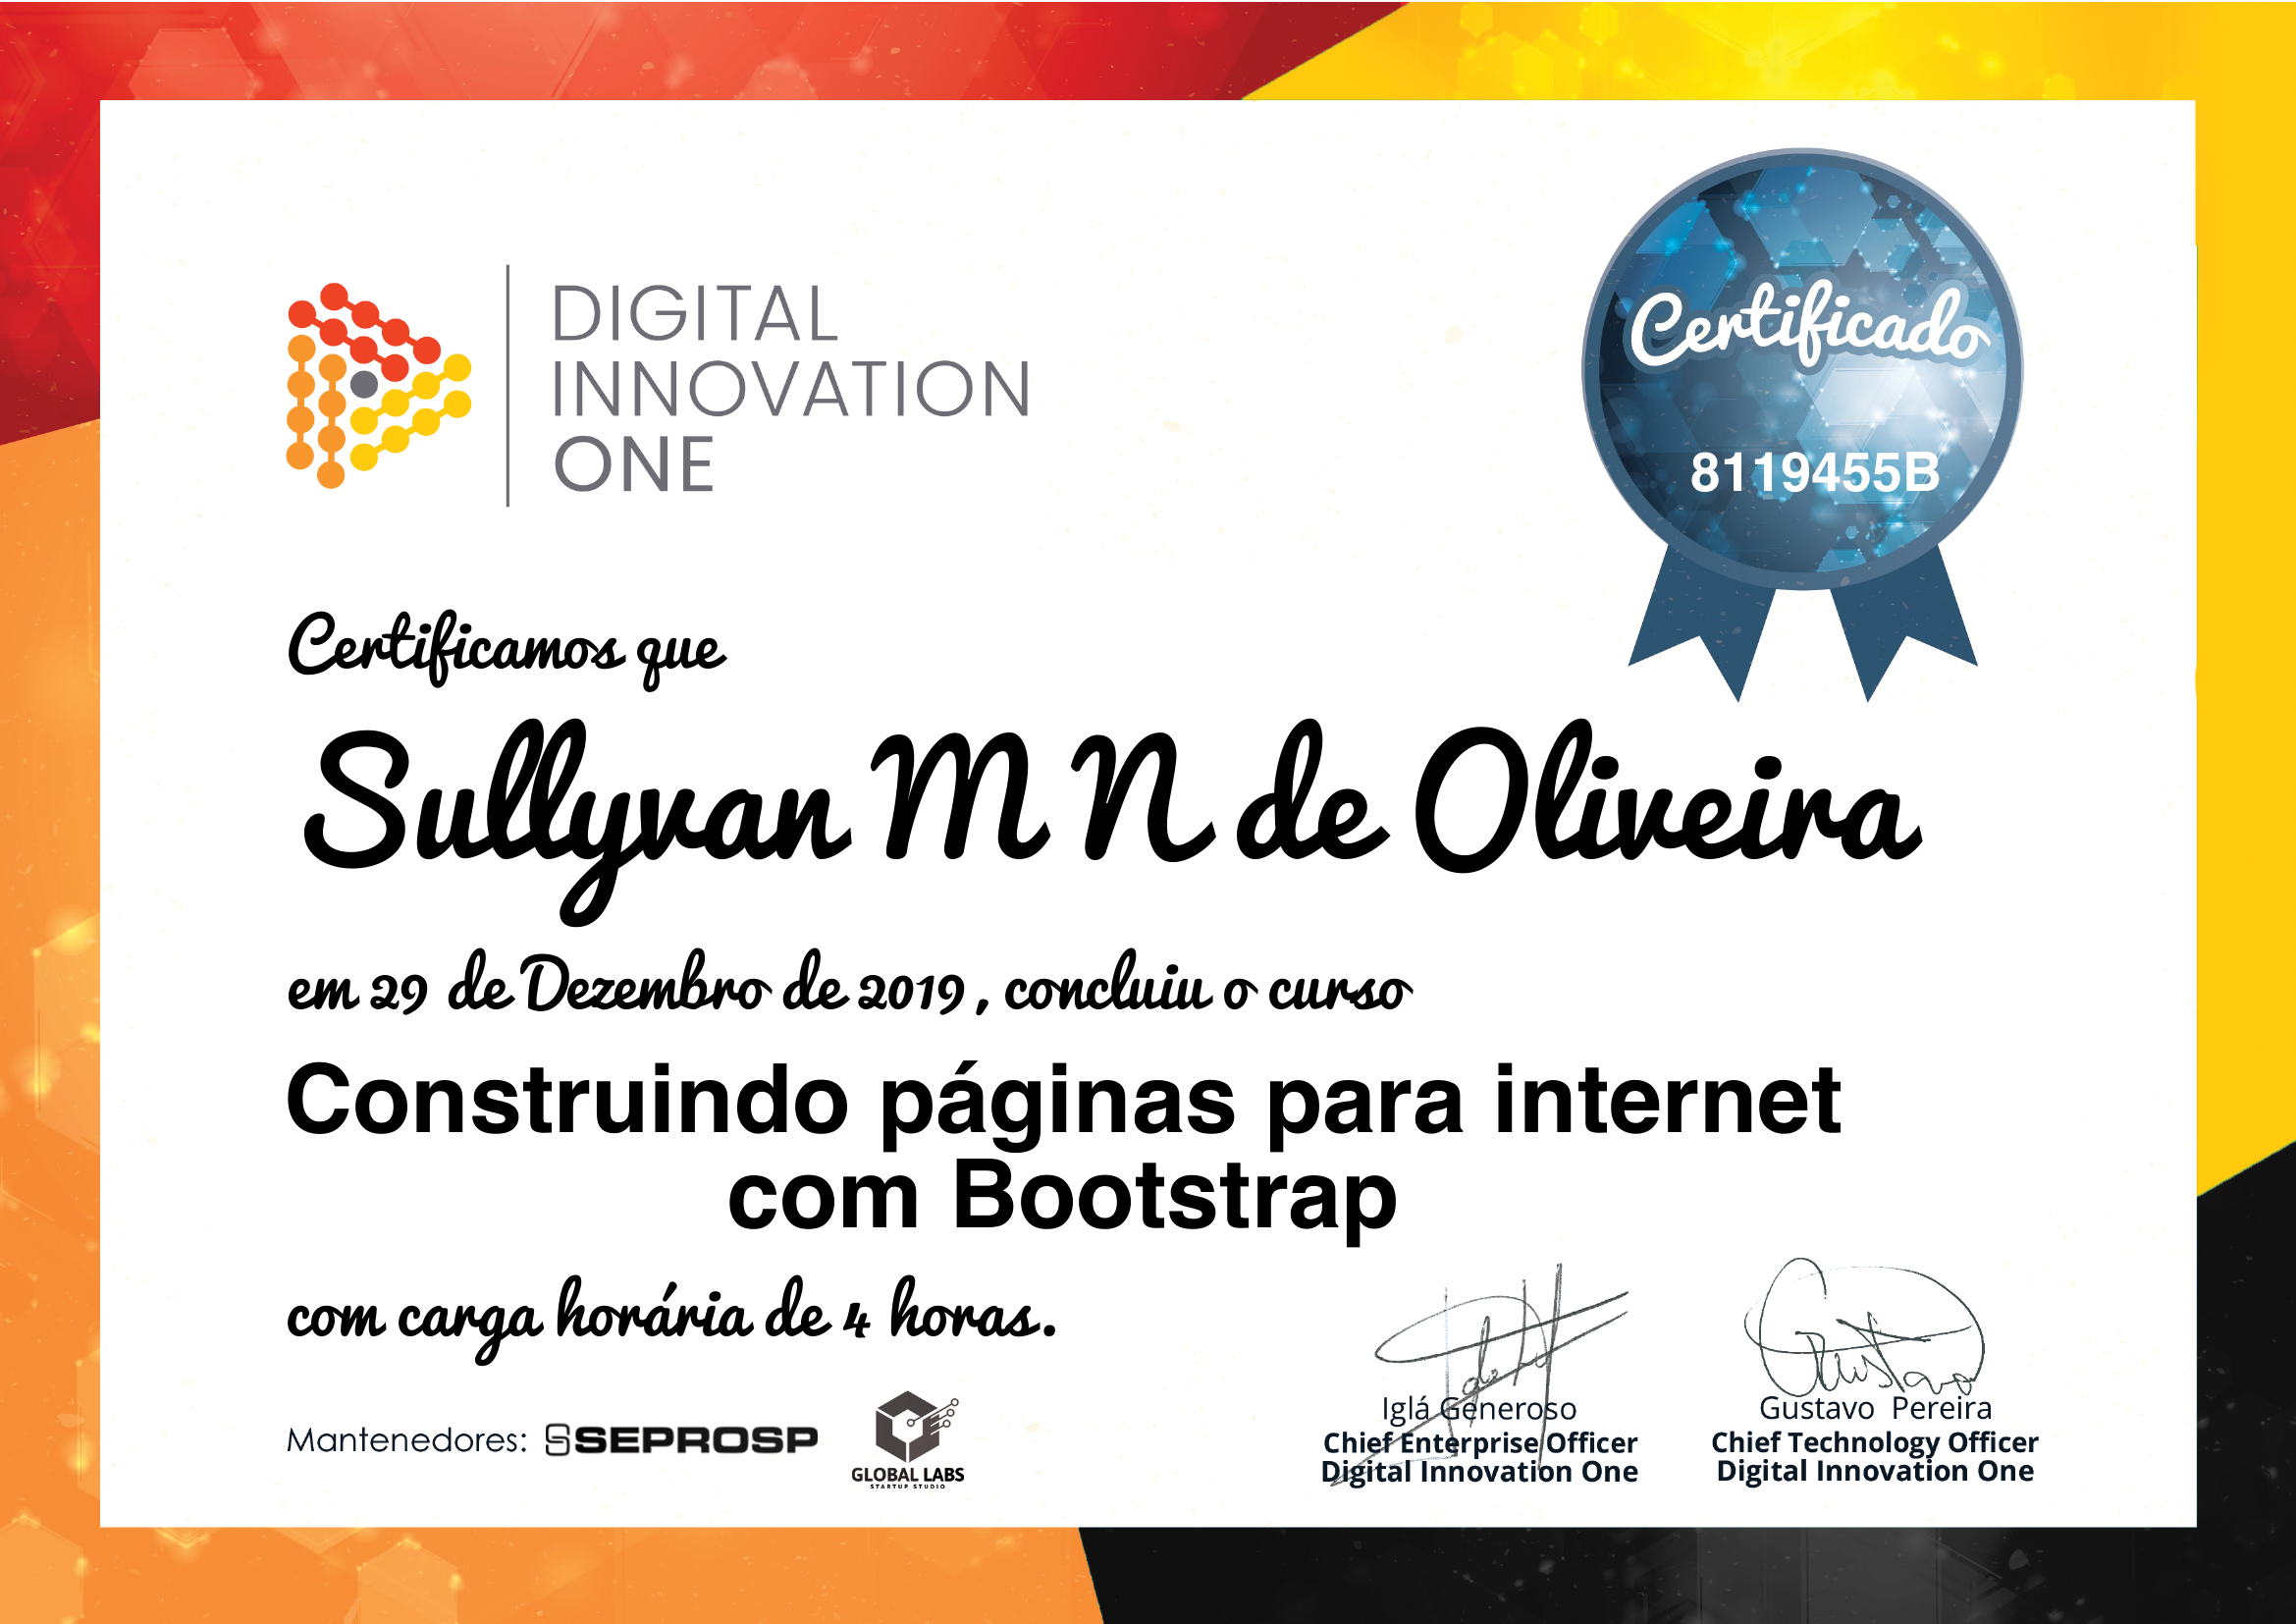 DIGITAL
INNOVATION
ONE
Certificado
8119455B
Certificamos que
Sullyvan M N de Oliveira
em 29 de Dezembro de 2019 , concluiu o curso
Construindo páginas para internet
com Bootstrap
com carga horária de 4 horas.
Mantenedores: SEPROSP
GLOBAL LABS
STARTUP STUDIO
Iglá Generoso
Chief Enterprise Officer
Digital Innovation One
Gustavo Pereira
Chief Technology Officer
Digital Innovation One